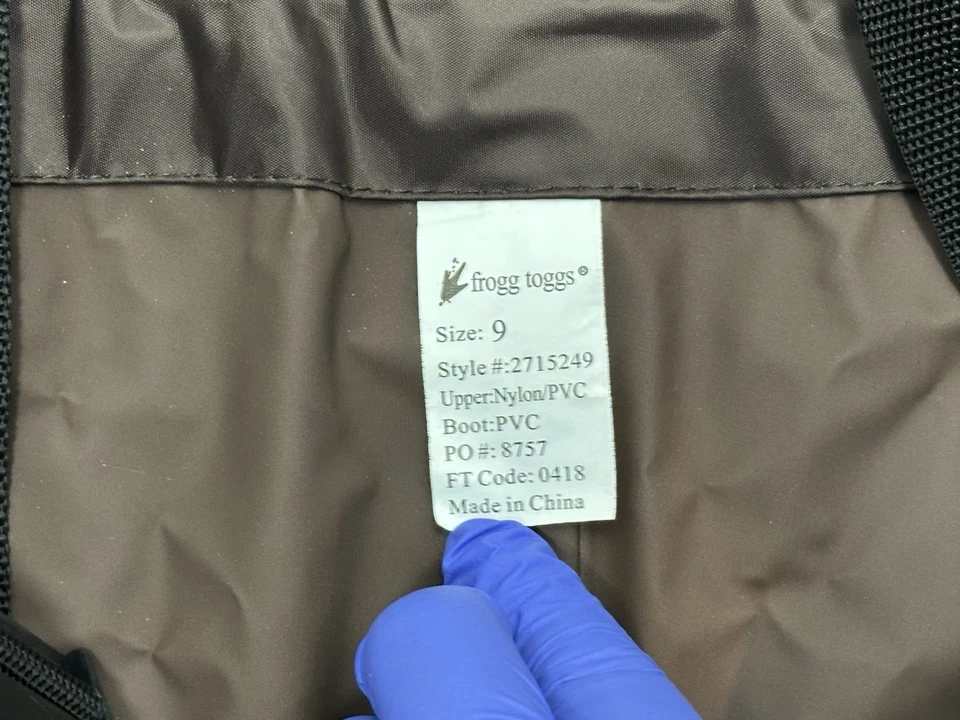 frogg toggs®
Size: 9
Style #:2715249
Upper:Nylon/PVC
Boot:PVC
PO #: 8757
FT Code: 0418
Made in China